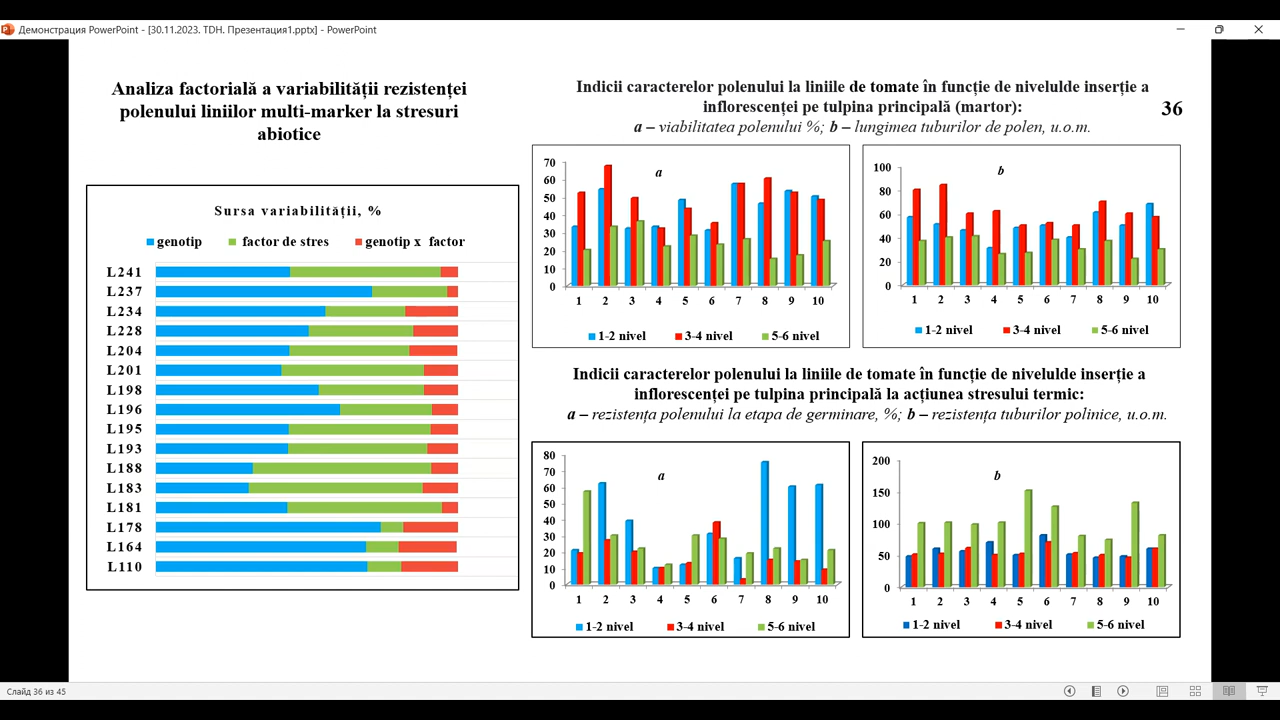 Демонстрация PowerPoint - [30.11.2023. TDH. Презентация1.pptx] - PowerPoint
Analiza factorială a variabilității rezistenței
polenului liniilor multi-marker la stresuri
abiotice
Sursa variabilității, %
genotip factor de stres genotip x factor
L241
L237
L234
L228
L204
L201
L198
L196
L195
L193
L188
L183
L181
L178
L164
L110
Indicii caracterelor polenului la liniile de tomate în funcție de nivelulde inserție a
inflorescenței pe tulpina principală (martor):
a – viabilitatea polenului %; b – lungimea tuburilor de polen, u.o.m.
36
a
70
60
50
40
30
20
10
0
1 2 3 4 5 6 7 8 9 10
1-2 nivel 3-4 nivel 5-6 nivel
b
100
80
60
40
20
0
1 2 3 4 5 6 7 8 9 10
1-2 nivel 3-4 nivel 5-6 nivel
Indicii caracterelor polenului la liniile de tomate în funcție de nivelulde inserție a
inflorescenței pe tulpina principală la acțiunea stresului termic:
a – rezistența polenului la etapa de germinare, %; b – rezistența tuburilor polinice, u.o.m.
a
80
70
60
50
40
30
20
10
0
1 2 3 4 5 6 7 8 9 10
1-2 nivel 3-4 nivel 5-6 nivel
b
200
150
100
50
0
1 2 3 4 5 6 7 8 9 10
1-2 nivel 3-4 nivel 5-6 nivel
Слайд 36 из 45